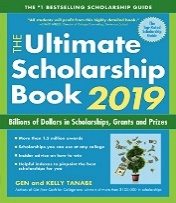 THE #1 BESTSELLING SCHOLARSHIP GUIDE
THE
Ultimate
Scholarship
Book 2019
Billions of Dollars in Scholarships, Grants and Prizes
More than 1.5 million awards
Scholarships you can use at any college
Insider advice on how to win
Helpful indexes to pinpoint the best scholarships for you
GEN AND KELLY TANABE